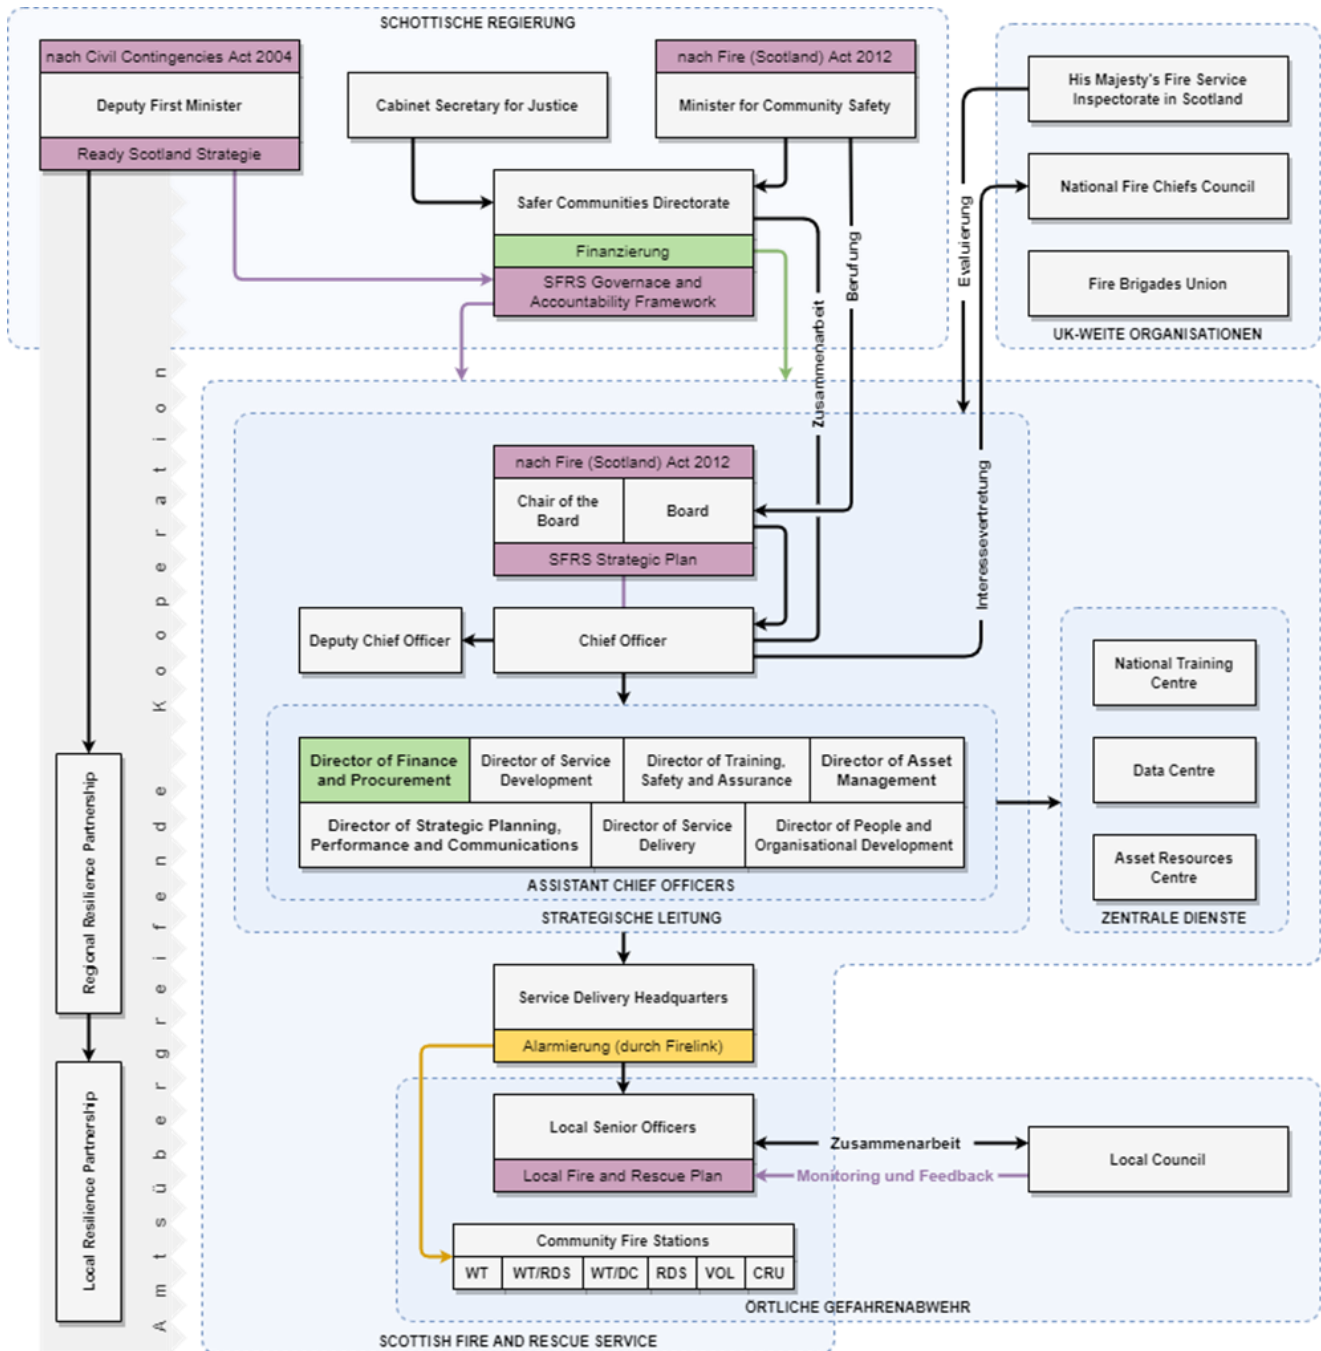 SCHOTTISCHE REGIERUNG
nach Civil Contingencies Act 2004
Deputy First Minister
Ready Scotland Strategie
Cabinet Secretary for Justice
nach Fire (Scotland) Act 2012
Minister for Community Safety
Safer Communities Directorate
Finanzierung
SFRS Governace and
Accountability Framework
His Majesty's Fire Service
Inspectorate in Scotland
National Fire Chiefs Council
Fire Brigades Union
UK-WEITE ORGANISATIONEN
Zusammenarbeit
Berufung
Evaluierung
Interessevertretung
Amtsübergreifende Kooperation
nach Fire (Scotland) Act 2012
Chair of the
Board
Board
SFRS Strategic Plan
Deputy Chief Officer
Chief Officer
Director of Finance
and Procurement
Director of Service
Development
Director of Training,
Safety and Assurance
Director of Asset
Management
Director of Strategic Planning,
Performance and Communications
Director of Service
Delivery
Director of People and
Organisational Development
ASSISTANT CHIEF OFFICERS
STRATEGISCHE LEITUNG
National Training
Centre
Data Centre
Asset Resources
Centre
ZENTRALE DIENSTE
Regional Resilience Partnership
Local Resilience Partnership
Service Delivery Headquarters
Alarmierung (durch Firelink)
Local Senior Officers
Local Fire and Rescue Plan
Zusammenarbeit
Monitoring und Feedback
Local Council
Community Fire Stations
WT
WT/RDS
WT/DC
RDS
VOL
CRU
ÖRTLICHE GEFAHRENABWEHR
SCOTTISH FIRE AND RESCUE SERVICE